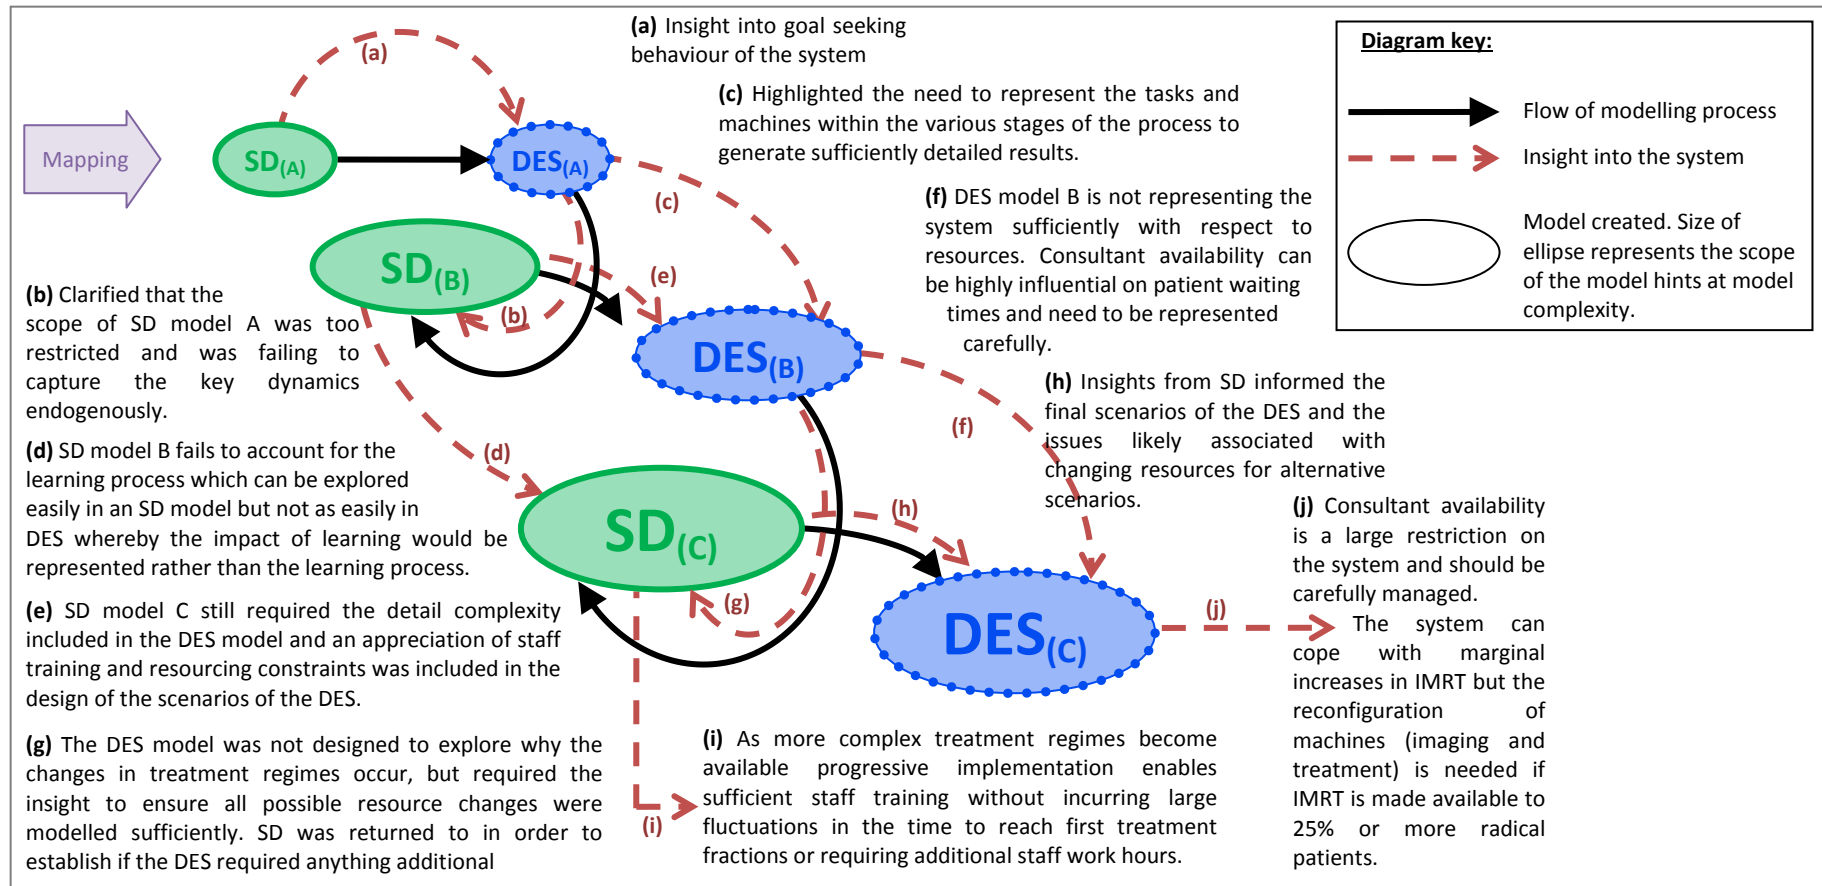 (a) Insight into goal seeking
behaviour of the system
Diagram key:
Flow of modelling process
Insight into the system
Model created. Size of
ellipse represents the scope
of the model hints at model
complexity.
(a)
Mapping
SD(A)
DES(A)
(c) Highlighted the need to represent the tasks and
machines within the various stages of the process to
generate sufficiently detailed results.
(c)
(f) DES model B is not representing the
system sufficiently with respect to
resources. Consultant availability can
be highly influential on patient waiting
times and need to be represented
carefully.
SD(B)
(e)
(b)
DES(B)
(b) Clarified that the
scope of SD model A was too
restricted and was failing to
capture the key dynamics
endogenously.
(h) Insights from SD informed the
final scenarios of the DES and the
issues likely associated with
changing resources for alternative
scenarios.
(f)
(d) SD model B fails to account for the
learning process which can be explored
easily in an SD model but not as easily in
DES whereby the impact of learning would be
represented rather than the learning process.
(d)
SD(C)
(h)
(g)
DES(C)
(j)
(j) Consultant availability
is a large restriction on
the system and should be
carefully managed.
The system can
cope with marginal
increases in IMRT but the
reconfiguration of
machines (imaging and
treatment) is needed if
IMRT is made available to
25% or more radical
patients.
(e) SD model C still required the detail complexity
included in the DES model and an appreciation of staff
training and resourcing constraints was included in the
design of the scenarios of the DES.
(g) The DES model was not designed to explore why the
changes in treatment regimes occur, but required the
insight to ensure all possible resource changes were
modelled sufficiently. SD was returned to in order to
establish if the DES required anything additional
(i)
(i) As more complex treatment regimes become
available progressive implementation enables
sufficient staff training without incurring large
fluctuations in the time to reach first treatment
fractions or requiring additional staff work hours.